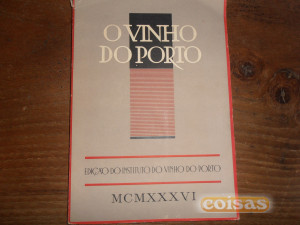 O VINHO
DO PORTO
EDIÇÃO DO INSTITUTO DO VINHO DO PORTO
MCMXXXVI
coisas